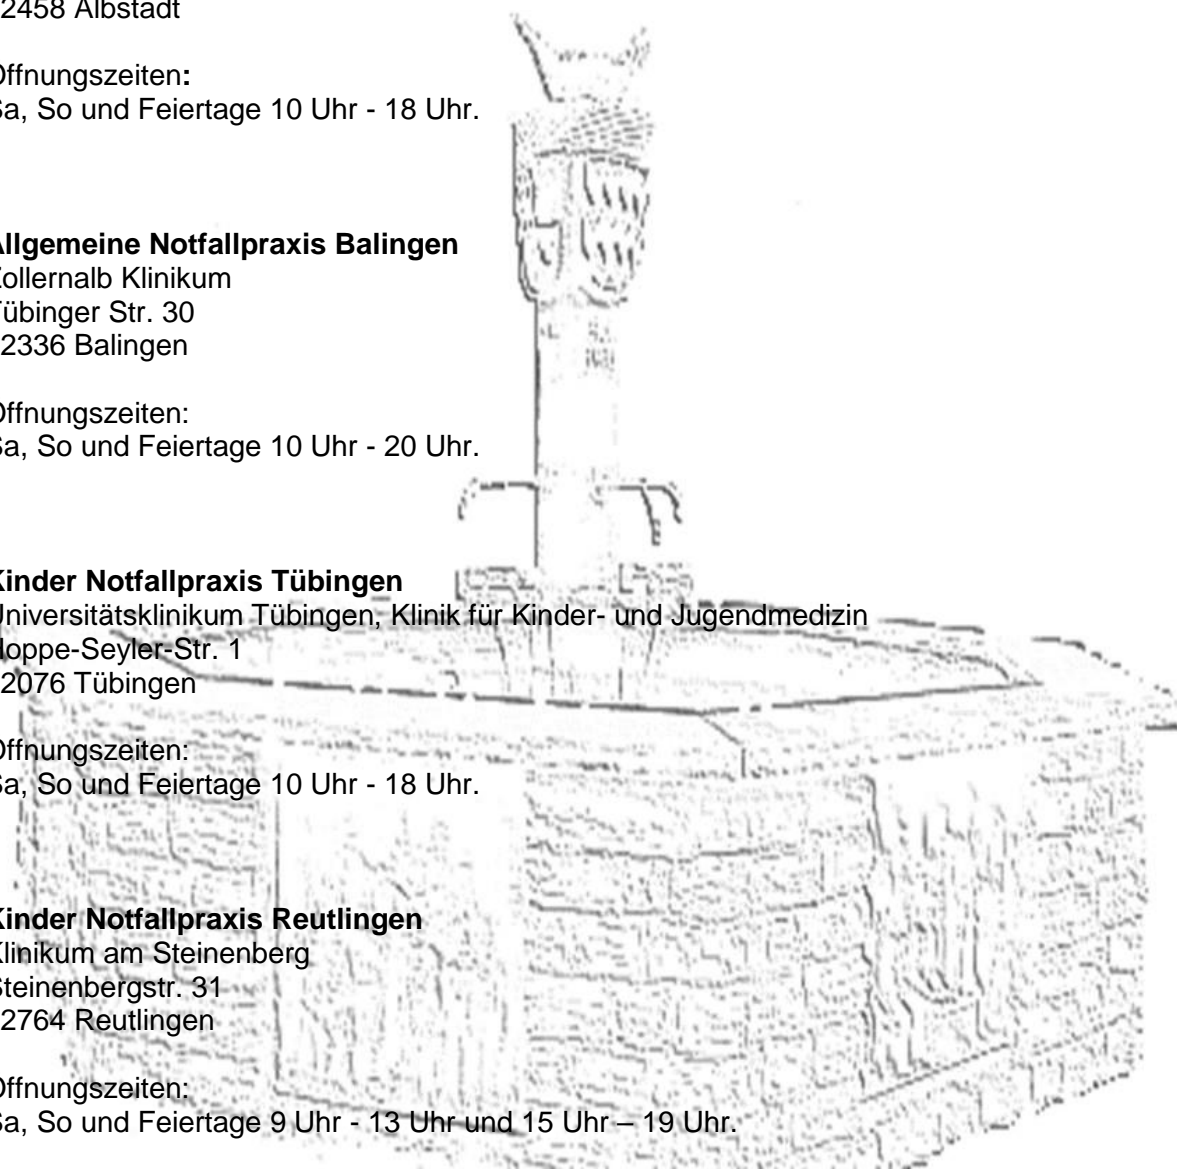 2458 Albstadt
Öffnungszeiten:
Sa, So und Feiertage 10 Uhr - 18 Uhr.
Allgemeine Notfallpraxis Balingen
Zollernalb Klinikum
Tübinger Str. 30
2336 Balingen
Öffnungszeiten:
Sa, So und Feiertage 10 Uhr - 20 Uhr.
Kinder Notfallpraxis Tübingen
Universitätsklinikum Tübingen, Klinik für Kinder- und Jugendmedizin
Hoppe-Seyler-Str. 1
2076 Tübingen
Öffnungszeiten:
Sa, So und Feiertage 10 Uhr - 18 Uhr.
Kinder Notfallpraxis Reutlingen
Klinikum am Steinenberg
Steinenbergstr. 31
2764 Reutlingen
Öffnungszeiten:
Sa, So und Feiertage 9 Uhr - 13 Uhr und 15 Uhr – 19 Uhr.